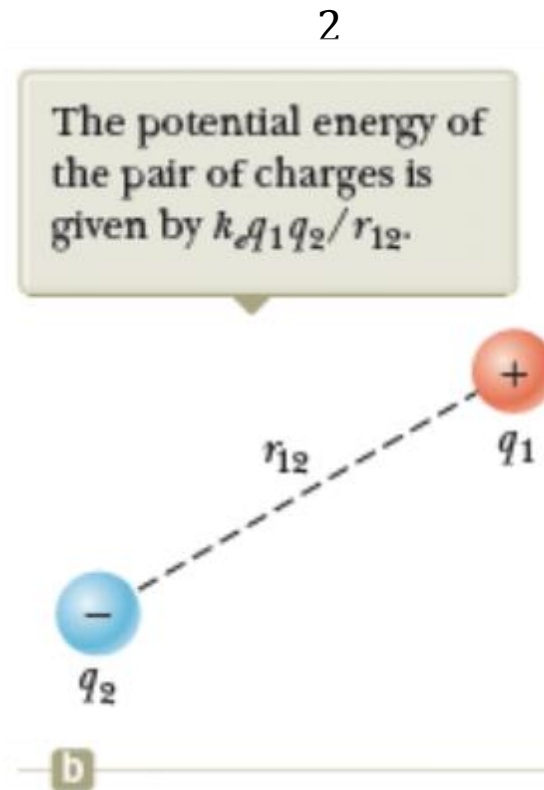 2
The potential energy of
the pair of charges is
given by kₑq₁q₂/r₁₂.
+
r₁₂
q₁
−
q₂
b